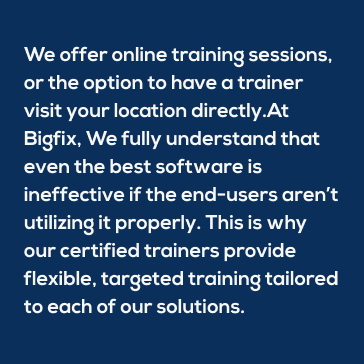 We offer online training sessions,
or the option to have a trainer
visit your location directly.At
Bigfix, We fully understand that
even the best software is
ineffective if the end-users aren’t
utilizing it properly. This is why
our certified trainers provide
flexible, targeted training tailored
to each of our solutions.